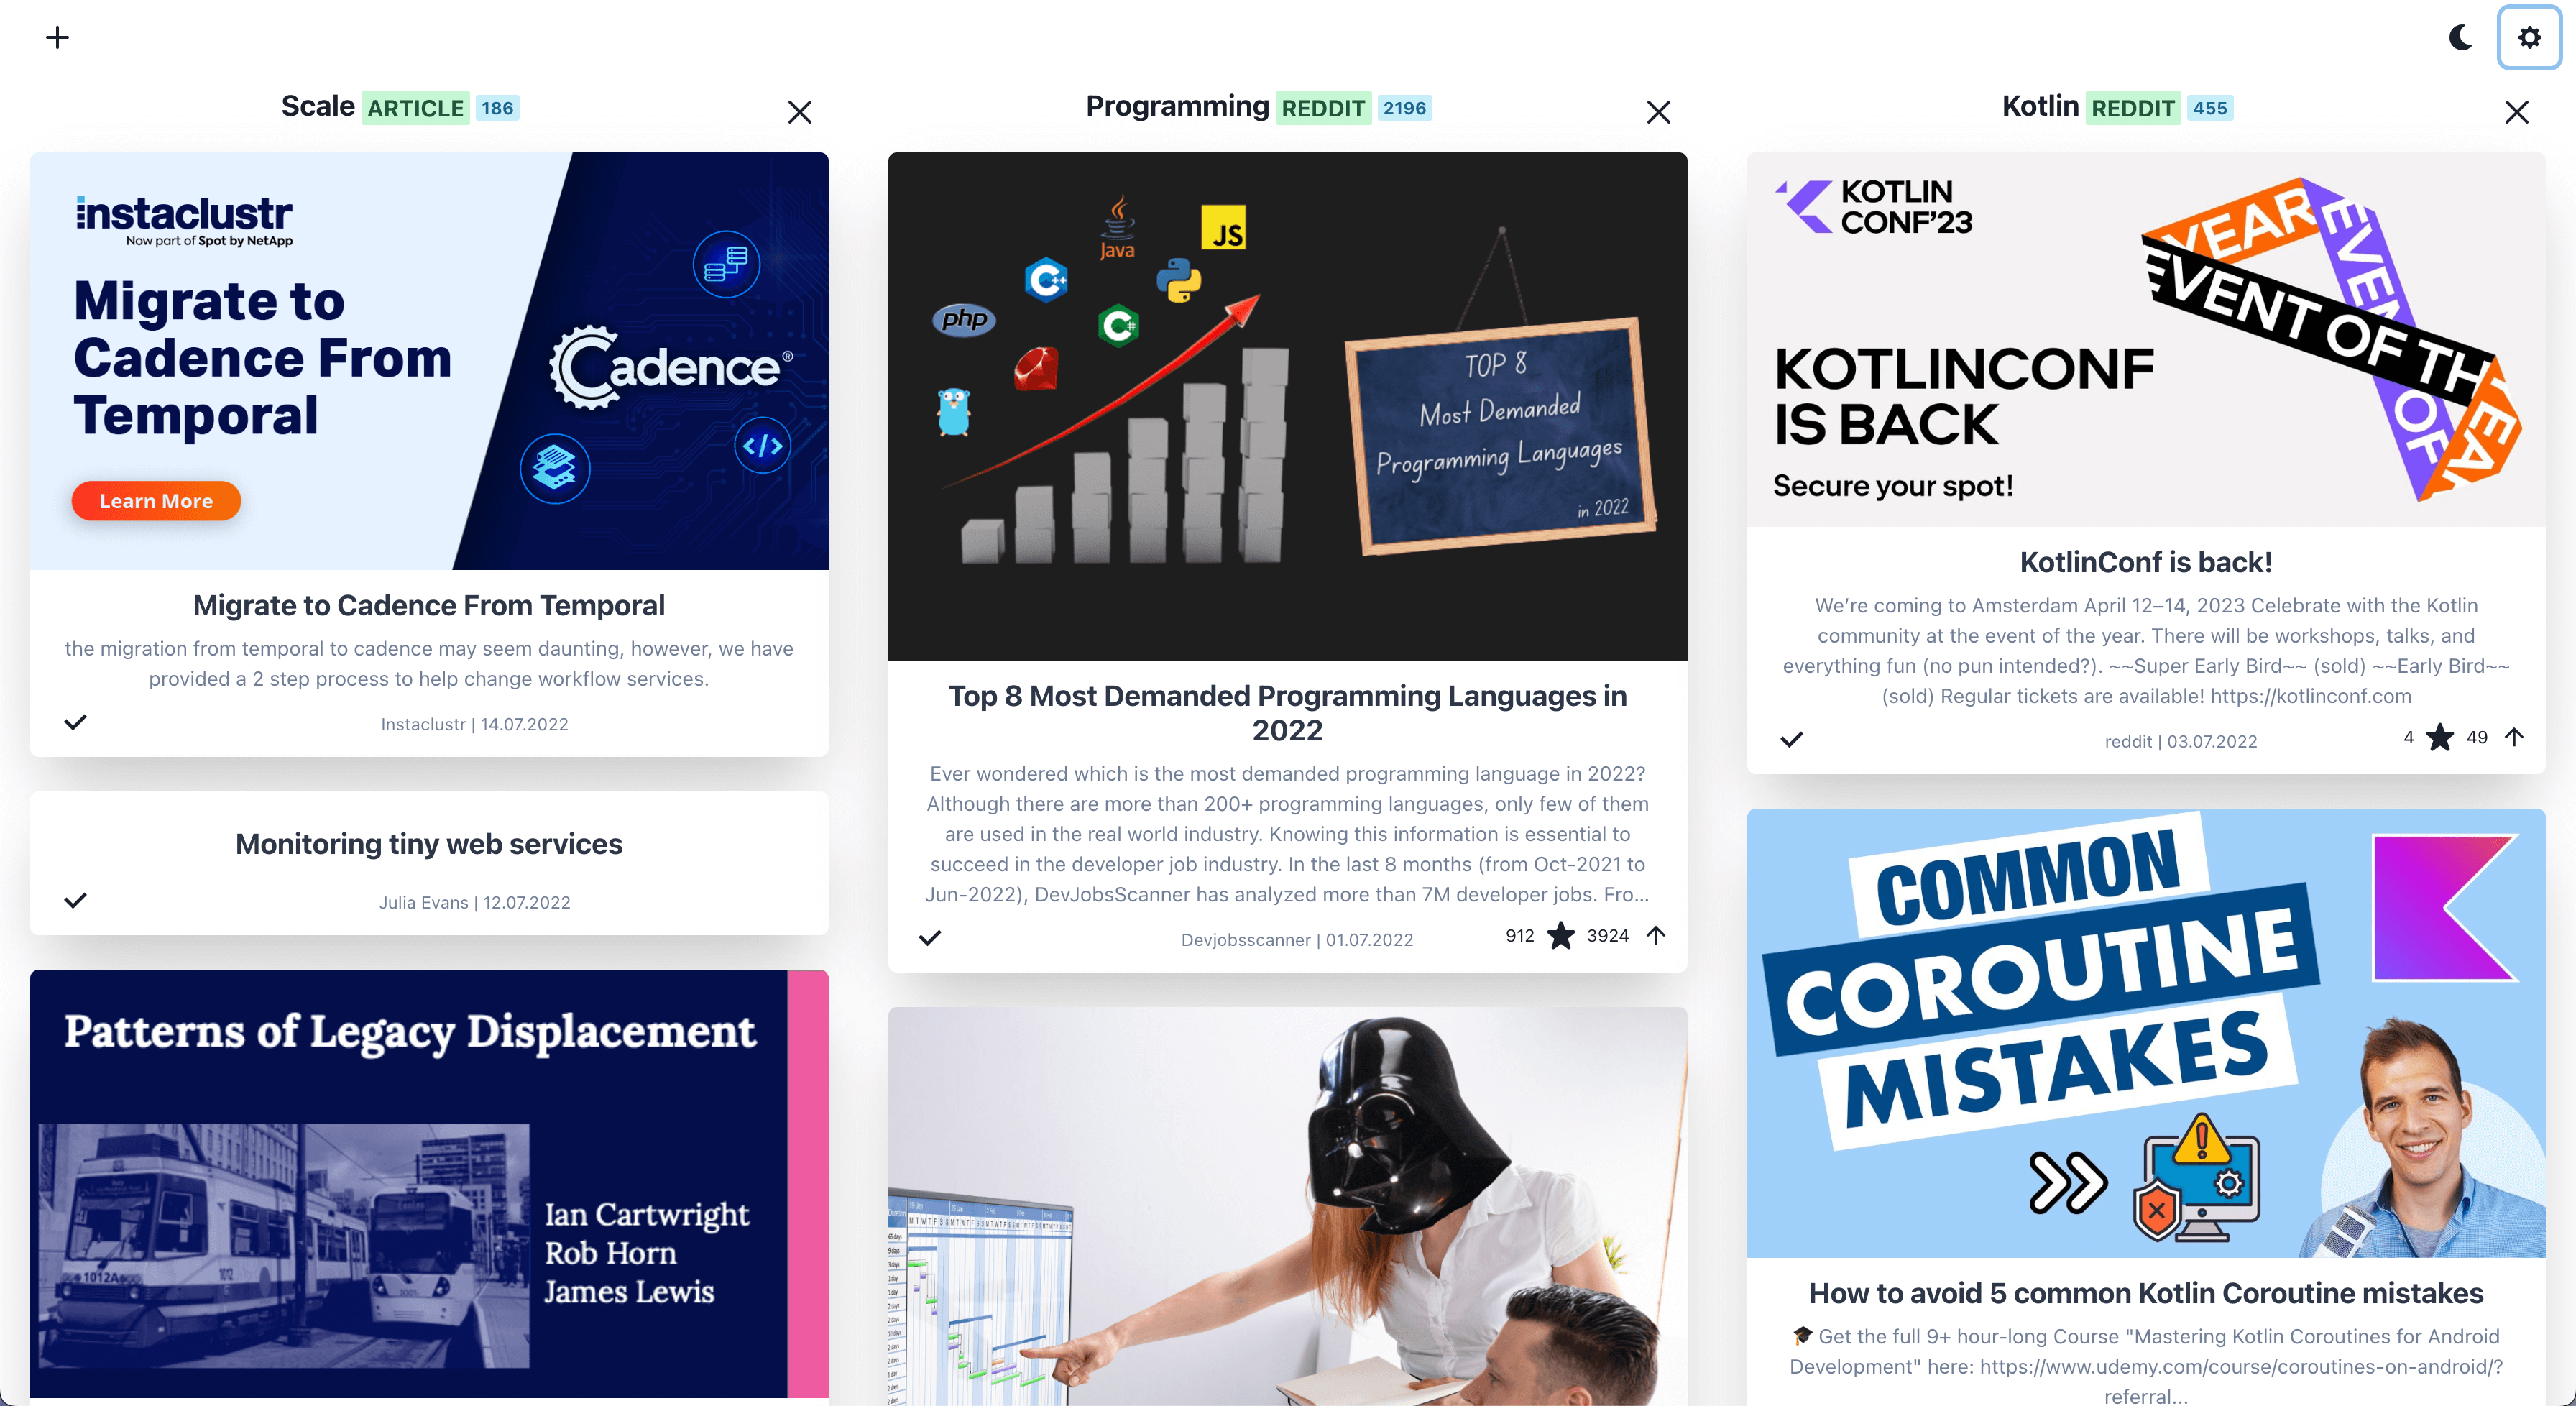 Scale ARTICLE 186
instaclustr
Now part of Spot by NetApp
Migrate to
Cadence From
Temporal
Learn More
Cadence®
Migrate to Cadence From Temporal
the migration from temporal to cadence may seem daunting, however, we have
provided a 2 step process to help change workflow services.
Instaclustr | 14.07.2022
Monitoring tiny web services
Julia Evans | 12.07.2022
Patterns of Legacy Displacement
1012A
1012
Ian Cartwright
Rob Horn
James Lewis
Programming REDDIT 2196
Java
JS
C++
php
C#
TOP 8
Most Demanded
Programming Languages
in 2022
Top 8 Most Demanded Programming Languages in
2022
Ever wondered which is the most demanded programming language in 2022?
Although there are more than 200+ programming languages, only few of them
are used in the real world industry. Knowing this information is essential to
succeed in the developer job industry. In the last 8 months (from Oct-2021 to
Jun-2022), DevJobsScanner has analyzed more than 7M developer jobs. Fro...
Devjobsscanner | 01.07.2022
912 3924
Kotlin REDDIT 455
KOTLIN
CONF’23
YEAR
EVENT OF TH
EVEN
OF
EA
KOTLINCONF
IS BACK
Secure your spot!
KotlinConf is back!
We’re coming to Amsterdam April 12–14, 2023 Celebrate with the Kotlin
community at the event of the year. There will be workshops, talks, and
everything fun (no pun intended?). ~~Super Early Bird~~ (sold) ~~Early Bird~~
(sold) Regular tickets are available! https://kotlinconf.com
reddit | 03.07.2022
4 49
COMMON
COROUTINE
MISTAKES
How to avoid 5 common Kotlin Coroutine mistakes
🎓 Get the full 9+ hour-long Course "Mastering Kotlin Coroutines for Android
Development" here: https://www.udemy.com/course/coroutines-on-android/?
referral...